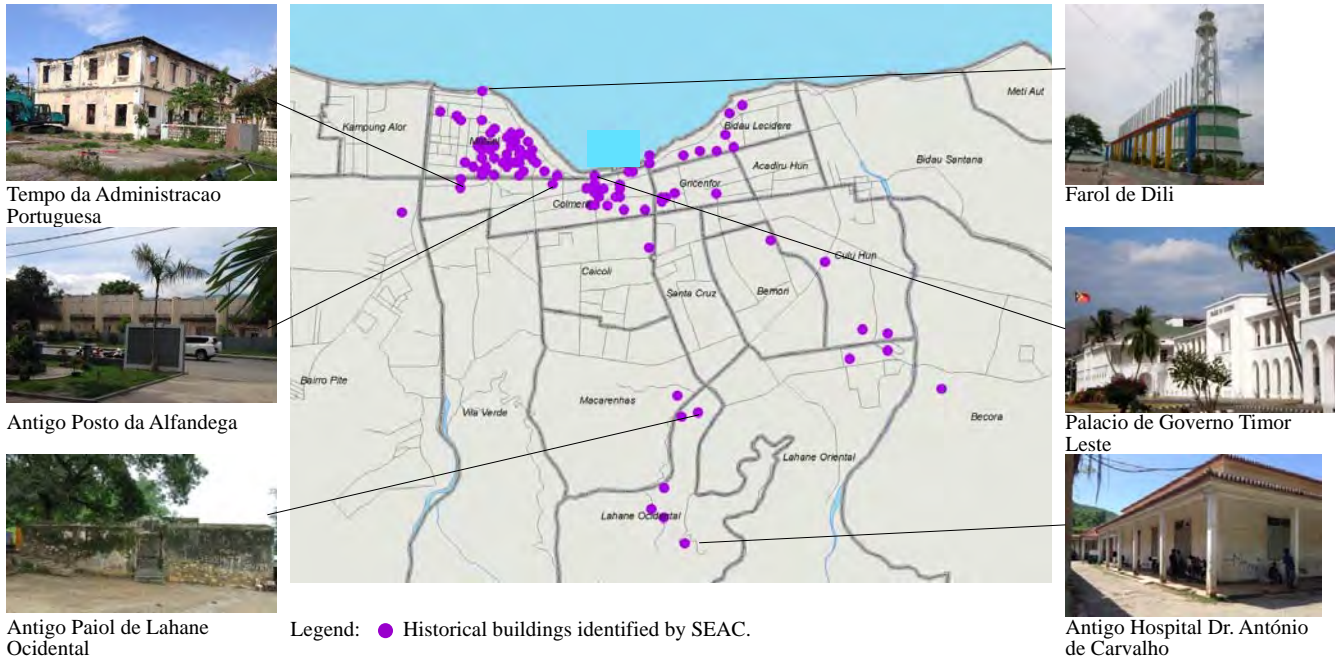 Tempo da Administracao
Portuguesa
Antigo Posto da Alfandega
Antigo Paiol de Lahane
Ocidental
Kampung Alor
Bidau Lecidere
Meti Aut
Acadiru Hun
Bidau Santana
Gricenfor
Colmera
Caicoli
Santa Cruz
Bemori
Culu Hun
Bairro Pite
Vila Verde
Macarenhas
Becora
Lahane Oriental
Lahane Ocidental
Legend: Historical buildings identified by SEAC.
Farol de Dili
Palacio de Governo Timor
Leste
Antigo Hospital Dr. António
de Carvalho